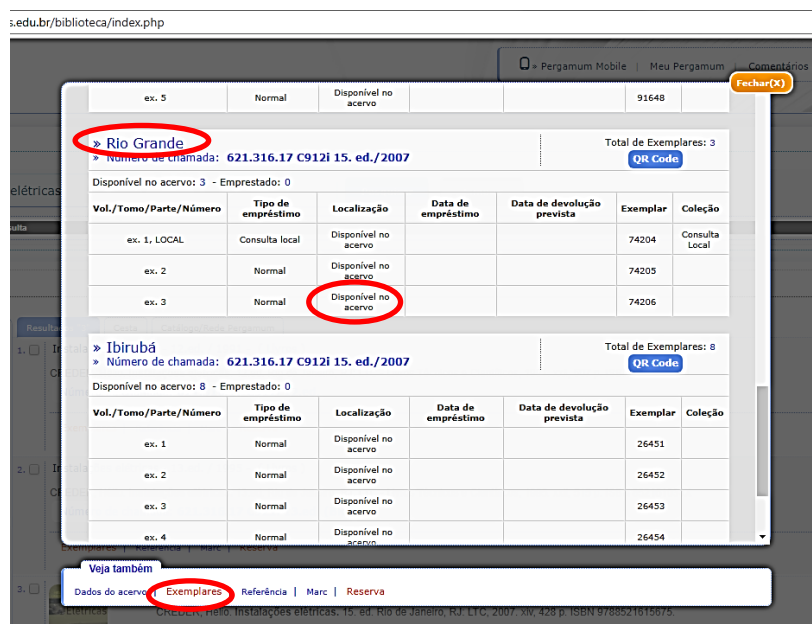 s.edu.br/biblioteca/index.php
» Pergamum Mobile | Meu Pergamum | Comentários
Fechar(X)
ex. 5 Normal Disponível no acervo 91648
» Rio Grande
Total de Exemplares: 3
» Número de chamada: 621.316.17 C912i 15. ed./2007
QR Code
Disponível no acervo: 3 - Emprestado: 0
Vol./Tomo/Parte/Número Tipo de empréstimo Localização Data de empréstimo Data de devolução prevista Exemplar Coleção
ex. 1, LOCAL Consulta local Disponível no acervo 74204 Consulta Local
ex. 2 Normal Disponível no acervo 74205
ex. 3 Normal Disponível no acervo 74206
» Ibirubá
Total de Exemplares: 8
» Número de chamada: 621.316.17 C912i 15. ed./2007
QR Code
Disponível no acervo: 8 - Emprestado: 0
Vol./Tomo/Parte/Número Tipo de empréstimo Localização Data de empréstimo Data de devolução prevista Exemplar Coleção
ex. 1 Normal Disponível no acervo 26451
ex. 2 Normal Disponível no acervo 26452
ex. 3 Normal Disponível no acervo 26453
ex. 4 Normal Disponível no acervo 26454
elétricas
1.
2.
Exemplares | Referência | Marc | Reserva
Veja também
Dados do acervo | Exemplares Referência | Marc | Reserva
3.
CREDER, Hélio. Instalações elétricas. 15. ed. Rio de Janeiro, RJ: LTC, 2007. xiv, 428 p. ISBN 9788521615675.